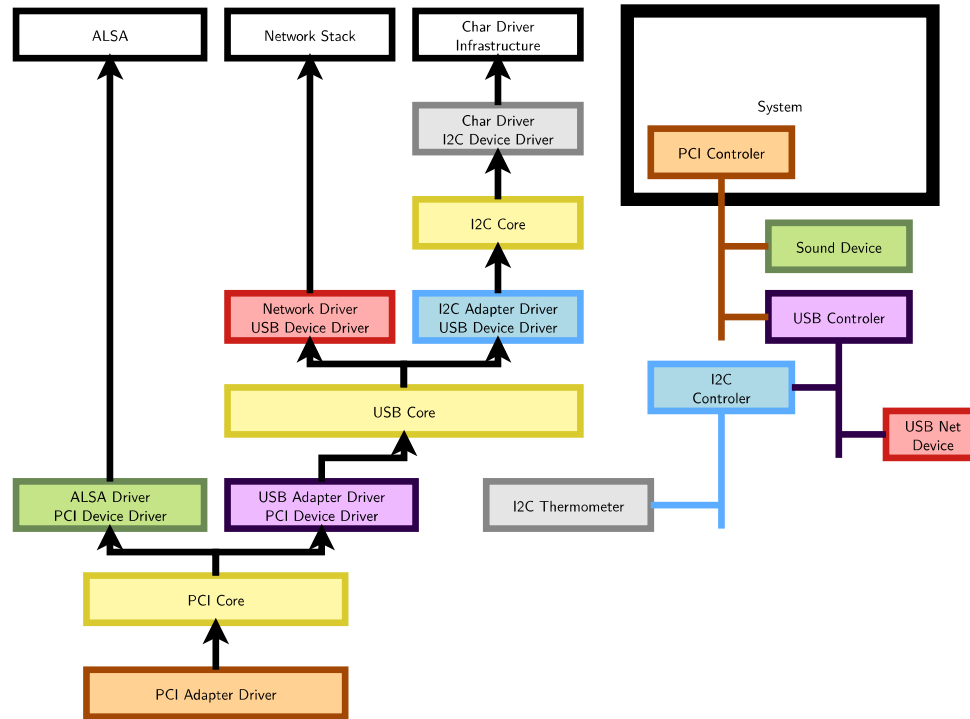 ALSA
Network Stack
Char Driver
Infrastructure
Char Driver
I2C Device Driver
I2C Core
Network Driver
USB Device Driver
I2C Adapter Driver
USB Device Driver
USB Core
ALSA Driver
PCI Device Driver
USB Adapter Driver
PCI Device Driver
PCI Core
PCI Adapter Driver
System
PCI Controler
Sound Device
USB Controler
I2C
Controler
USB Net
Device
I2C Thermometer